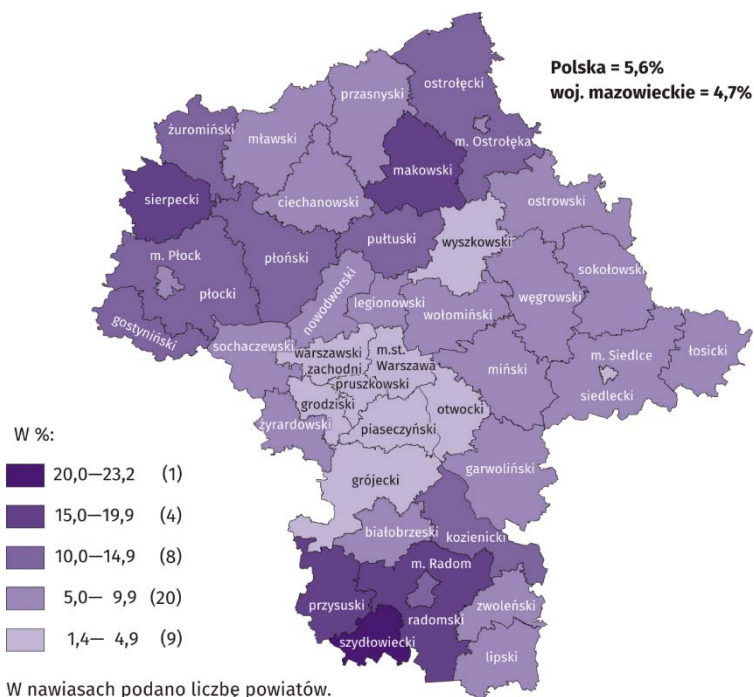 Polska = 5,6%
woj. mazowieckie = 4,7%
ostrołęcki
przasnyski
m. Ostrołęka
żuromiński
mławski
makowski
sierpecki
ciechanowski
ostrowski
pułtuski
wyszkowski
m. Płock
płoński
sokołowski
płocki
nowodworski
legionowski
węgrowski
wołomiński
gostyniński
sochaczewski
warszawski
zachodni
m.st.
Warszawa
pruszkowski
m. Siedlce
łosicki
miński
siedlecki
grodziski
otwocki
piaseczyński
żyrardowski
garwoliński
grójecki
białobrzeski
kozienicki
m. Radom
przysuski
zwoleński
radomski
szydłowiecki
lipski
W %:
20,0—23,2 (1)
15,0—19,9 (4)
10,0—14,9 (8)
5,0— 9,9 (20)
1,4— 4,9 (9)
W nawiasach podano liczbę powiatów.